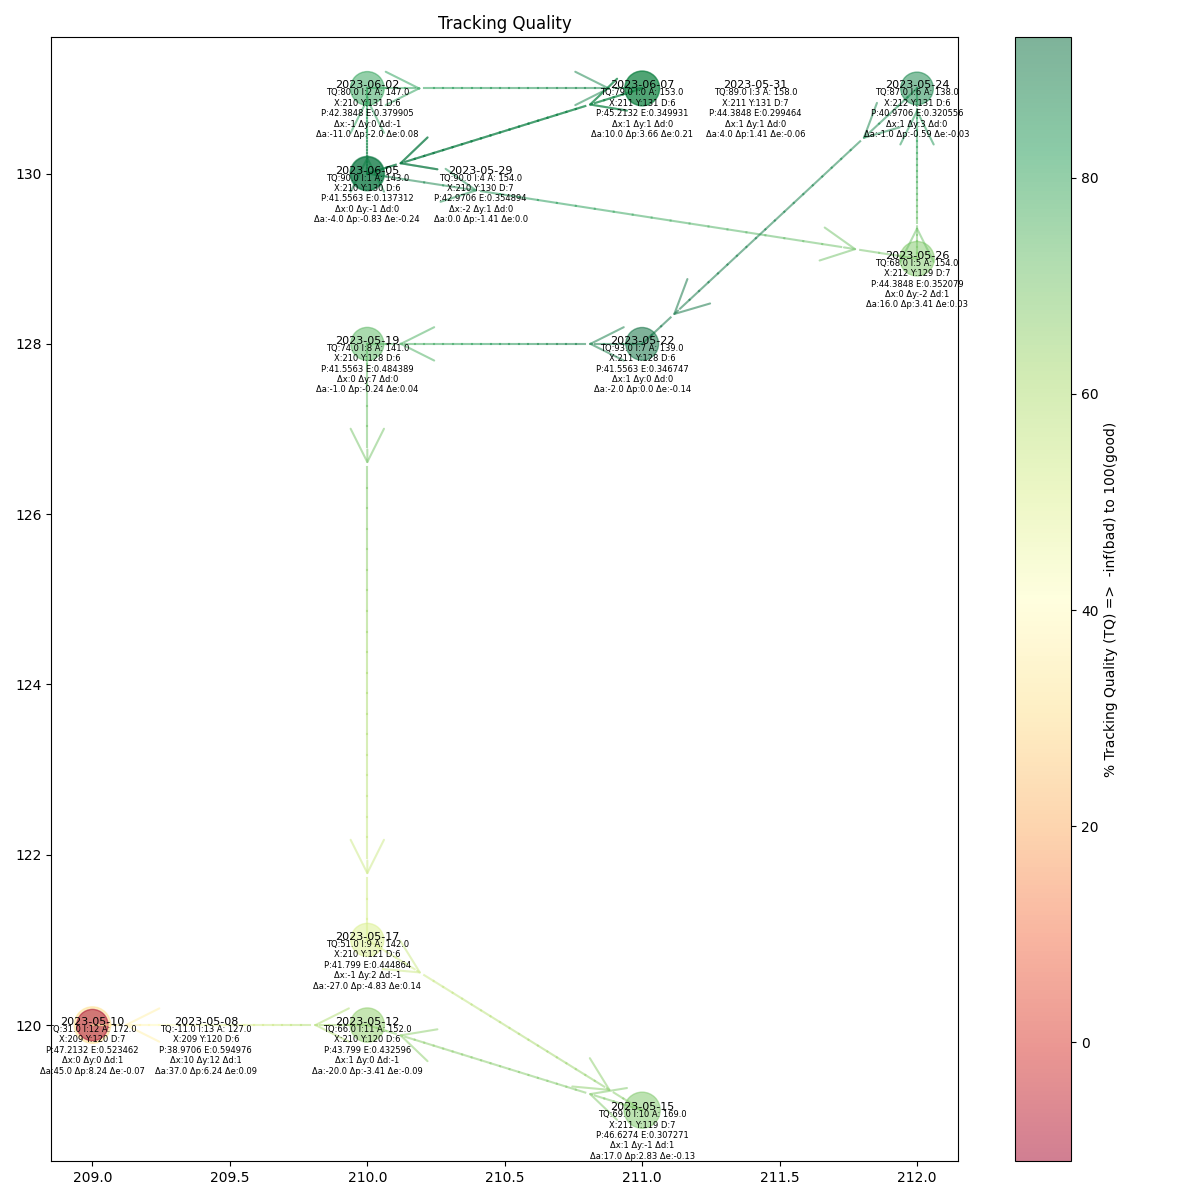 Tracking Quality
2023-06-02
TQ:80.0 I:2 A: 147.0
X:210 Y:131 D:6
P:42.3848 E:0.379905
Δx:-1 Δy:0 Δd:-1
Δa:-11.0 Δp:-2.0 Δe:0.08
2023-06-07
TQ:79.0 I:0 A: 153.0
X:211 Y:131 D:6
P:45.2132 E:0.349931
Δx:1 Δy:1 Δd:0
Δa:10.0 Δp:3.66 Δe:0.21
2023-05-31
TQ:89.0 I:3 A: 158.0
X:211 Y:131 D:7
P:44.3848 E:0.299464
Δx:1 Δy:1 Δd:0
Δa:4.0 Δp:1.41 Δe:-0.06
2023-05-24
TQ:87.0 I:6 A: 138.0
X:212 Y:131 D:6
P:40.9706 E:0.320556
Δx:1 Δy:3 Δd:0
Δa:-1.0 Δp:-0.59 Δe:-0.03
2023-06-05
TQ:90.0 I:1 A: 143.0
X:210 Y:130 D:6
P:41.5563 E:0.137312
Δx:0 Δy:-1 Δd:0
Δa:-4.0 Δp:-0.83 Δe:-0.24
2023-05-29
TQ:90.0 I:4 A: 154.0
X:210 Y:130 D:7
P:42.9706 E:0.354894
Δx:-2 Δy:1 Δd:0
Δa:0.0 Δp:-1.41 Δe:0.0
2023-05-26
TQ:68.0 I:5 A: 154.0
X:212 Y:129 D:7
P:44.3848 E:0.352079
Δx:0 Δy:-2 Δd:1
Δa:16.0 Δp:3.41 Δe:0.03
2023-05-19
TQ:74.0 I:8 A: 141.0
X:210 Y:128 D:6
P:41.5563 E:0.484389
Δx:0 Δy:7 Δd:0
Δa:-1.0 Δp:-0.24 Δe:0.04
2023-05-22
TQ:93.0 I:7 A: 139.0
X:211 Y:128 D:6
P:41.5563 E:0.346747
Δx:1 Δy:0 Δd:0
Δa:-2.0 Δp:0.0 Δe:-0.14
2023-05-17
TQ:51.0 I:9 A: 142.0
X:210 Y:121 D:6
P:41.799 E:0.444864
Δx:-1 Δy:2 Δd:-1
Δa:-27.0 Δp:-4.83 Δe:0.14
2023-05-10
TQ:31.0 I:12 A: 172.0
X:209 Y:120 D:7
P:47.2132 E:0.523462
Δx:0 Δy:0 Δd:1
Δa:45.0 Δp:8.24 Δe:-0.07
2023-05-08
TQ:-11.0 I:13 A: 127.0
X:209 Y:120 D:6
P:38.9706 E:0.594976
Δx:10 Δy:12 Δd:1
Δa:37.0 Δp:6.24 Δe:0.09
2023-05-12
TQ:66.0 I:11 A: 152.0
X:210 Y:120 D:6
P:43.799 E:0.432596
Δx:1 Δy:0 Δd:-1
Δa:-20.0 Δp:-3.41 Δe:-0.09
2023-05-15
TQ:69.0 I:10 A: 169.0
X:211 Y:119 D:7
P:46.6274 E:0.307271
Δx:1 Δy:-1 Δd:1
Δa:17.0 Δp:2.83 Δe:-0.13
130
128
126
124
122
120
209.0 209.5 210.0 210.5 211.0 211.5 212.0
80
60
40
20
0
% Tracking Quality (TQ) => -inf(bad) to 100(good)